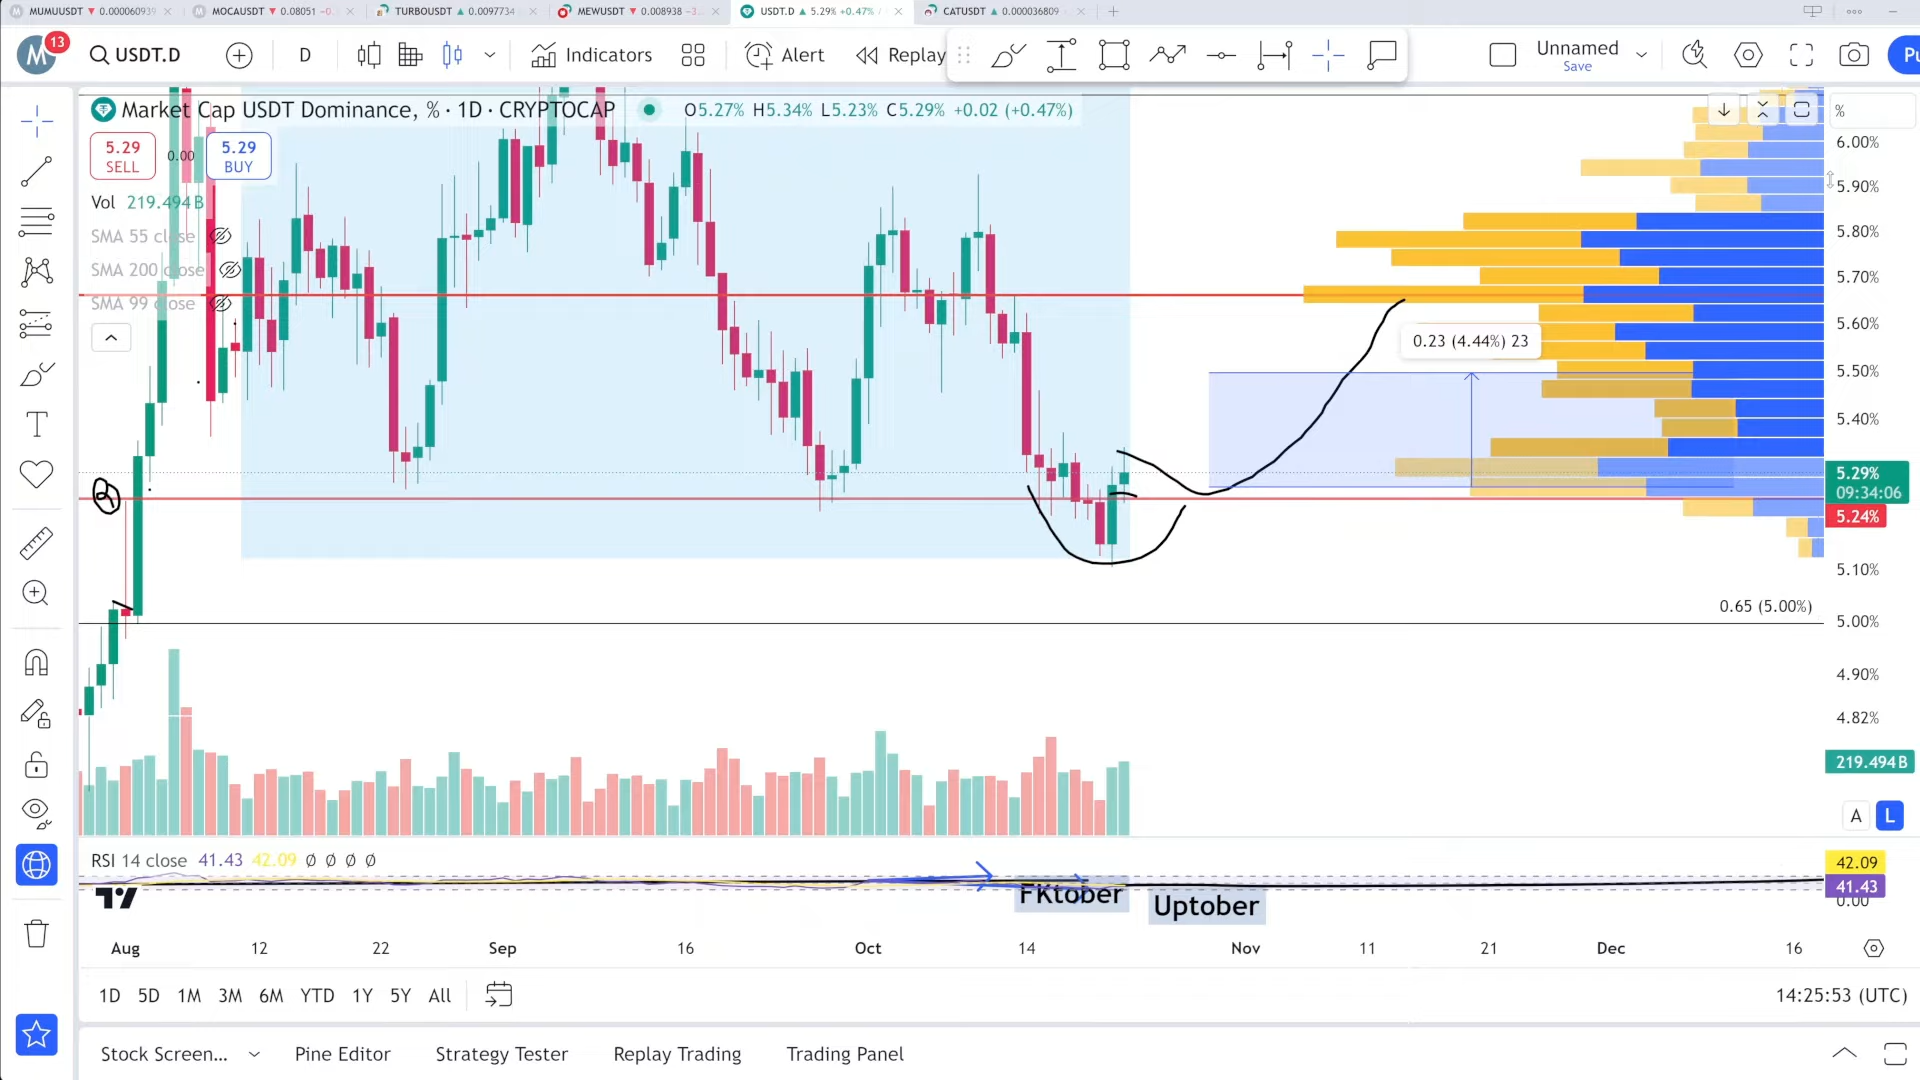 MUMUUSDT ▼ 0.000060939
MOCAUSDT ▼ 0.08051 −0.
TURBOUSDT ▲ 0.0097734
MEWUSDT ▼ 0.008938 −3.
USDT.D ▲ 5.29% +0.47% /
CATUSDT ▲ 0.000036809
M 13 USDT.D D Indicators Alert Replay Unnamed
Save
Pu
Market Cap USDT Dominance, % · 1D · CRYPTOCAP O5.27% H5.34% L5.23% C5.29% +0.02 (+0.47%)
%
5.29
SELL
0.00
5.29
BUY
Vol 219.494B
SMA 55 close
SMA 200 close
SMA 99 close
6.00%
5.90%
5.80%
5.70%
5.60%
5.50%
5.40%
5.29%
09:34:06
5.24%
5.10%
5.00%
4.90%
4.82%
219.494B
0.23 (4.44%) 23
0.65 (5.00%)
A L
RSI 14 close 41.43 42.09 Ø Ø Ø Ø
42.09
41.43
0.00
FKtober
Uptober
Aug 12 22 Sep 16 Oct 14 Nov 11 21 Dec 16
1D 5D 1M 3M 6M YTD 1Y 5Y All
14:25:53 (UTC)
Stock Screen... Pine Editor Strategy Tester Replay Trading Trading Panel